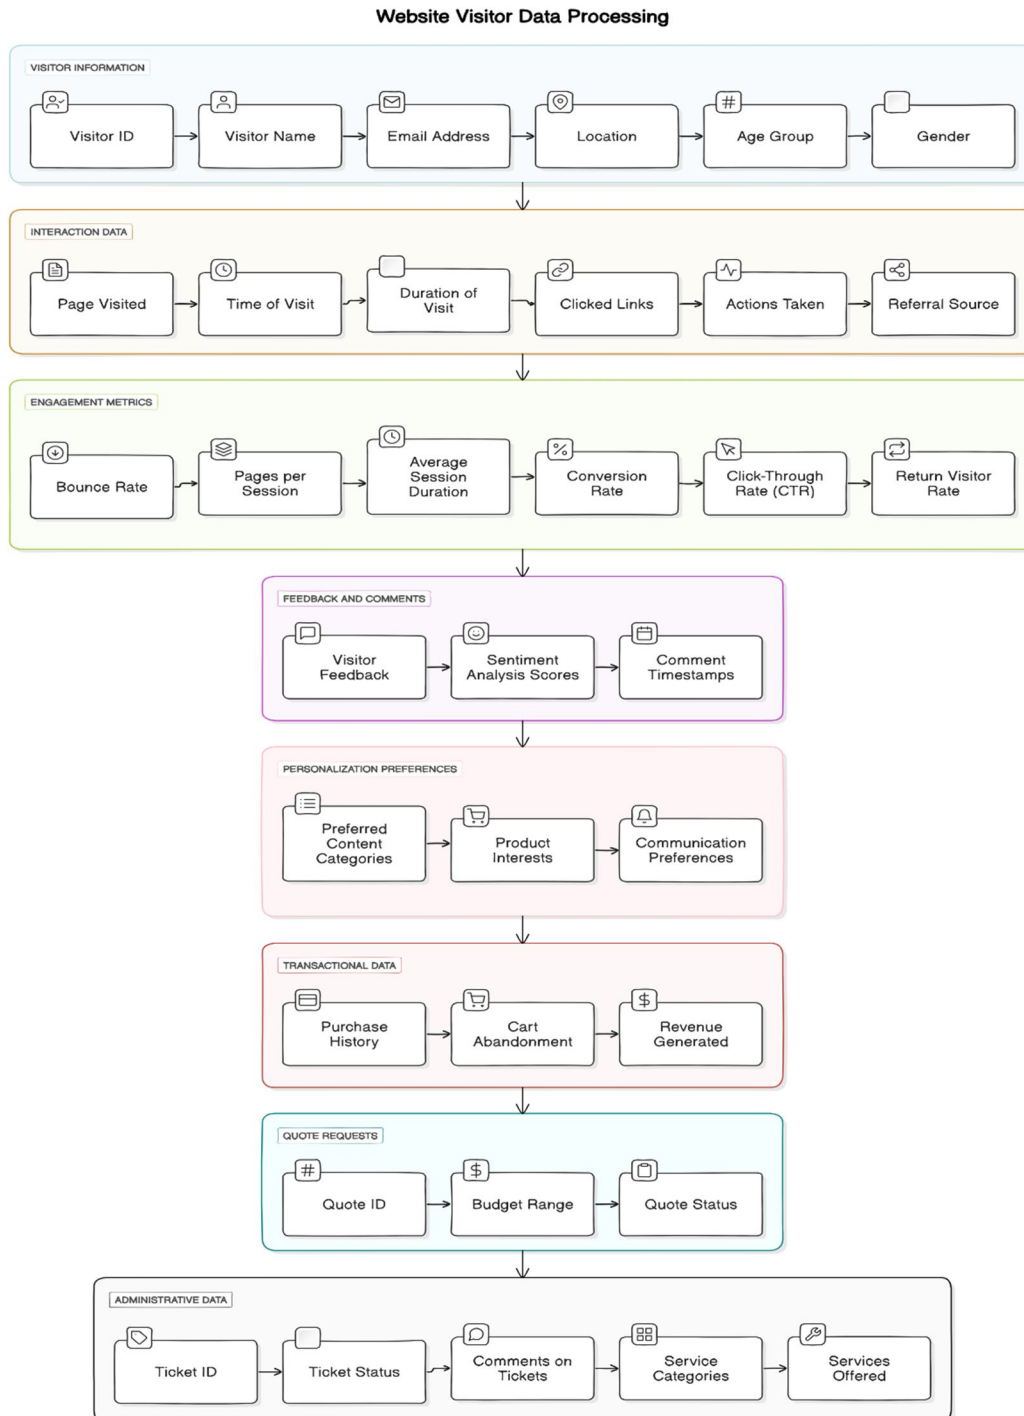 Website Visitor Data Processing
VISITOR INFORMATION
Visitor ID
Visitor Name
Email Address
Location
Age Group
Gender
INTERACTION DATA
Page Visited
Time of Visit
Duration of
Visit
Clicked Links
Actions Taken
Referral Source
ENGAGEMENT METRICS
Bounce Rate
Pages per
Session
Average
Session
Duration
Conversion
Rate
Click-Through
Rate (CTR)
Return Visitor
Rate
FEEDBACK AND COMMENTS
Visitor
Feedback
Sentiment
Analysis Scores
Comment
Timestamps
PERSONALIZATION PREFERENCES
Preferred
Content
Categories
Product
Interests
Communication
Preferences
TRANSACTIONAL DATA
Purchase
History
Cart
Abandonment
Revenue
Generated
QUOTE REQUESTS
Quote ID
Budget Range
Quote Status
ADMINISTRATIVE DATA
Ticket ID
Ticket Status
Comments on
Tickets
Service
Categories
Services
Offered